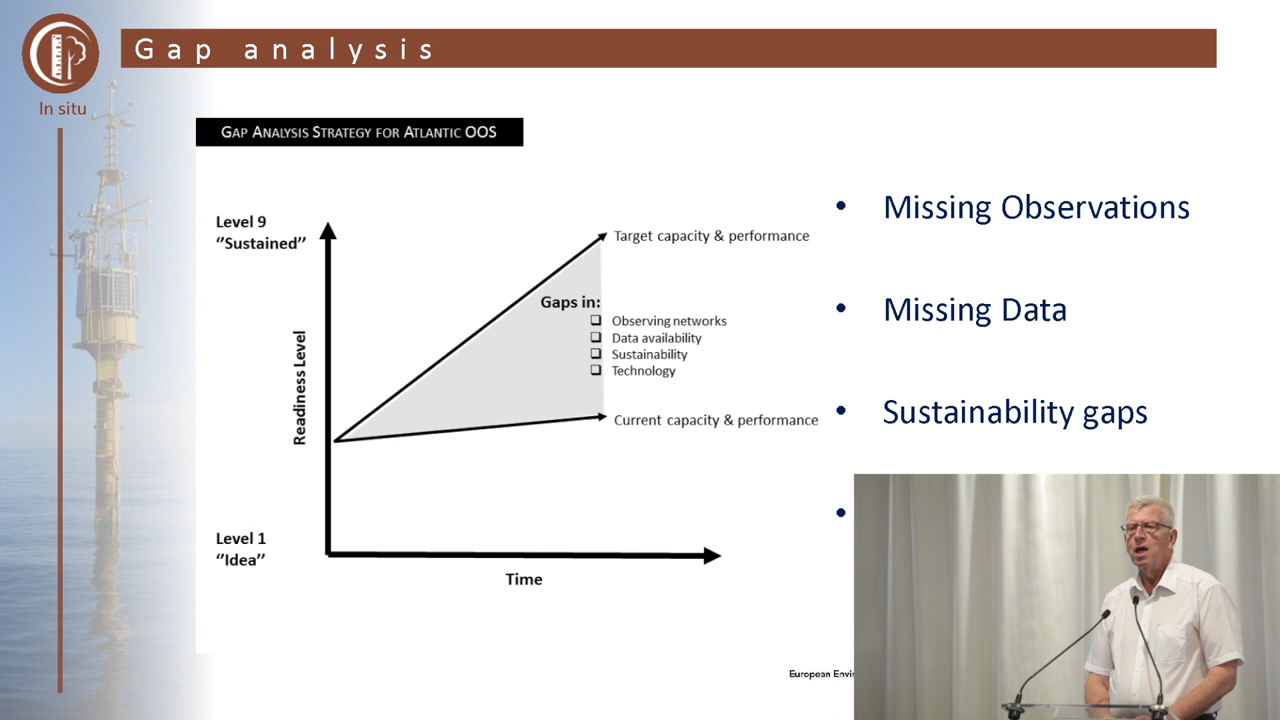 Gap analysis
In situ
GAP ANALYSIS STRATEGY FOR ATLANTIC OOS
Level 9
‘’Sustained’’
Target capacity & performance
Gaps in:
Observing networks
Data availability
Sustainability
Technology
Current capacity & performance
Readiness Level
Level 1
‘’Idea’’
Time
• Missing Observations
• Missing Data
• Sustainability gaps
•
European